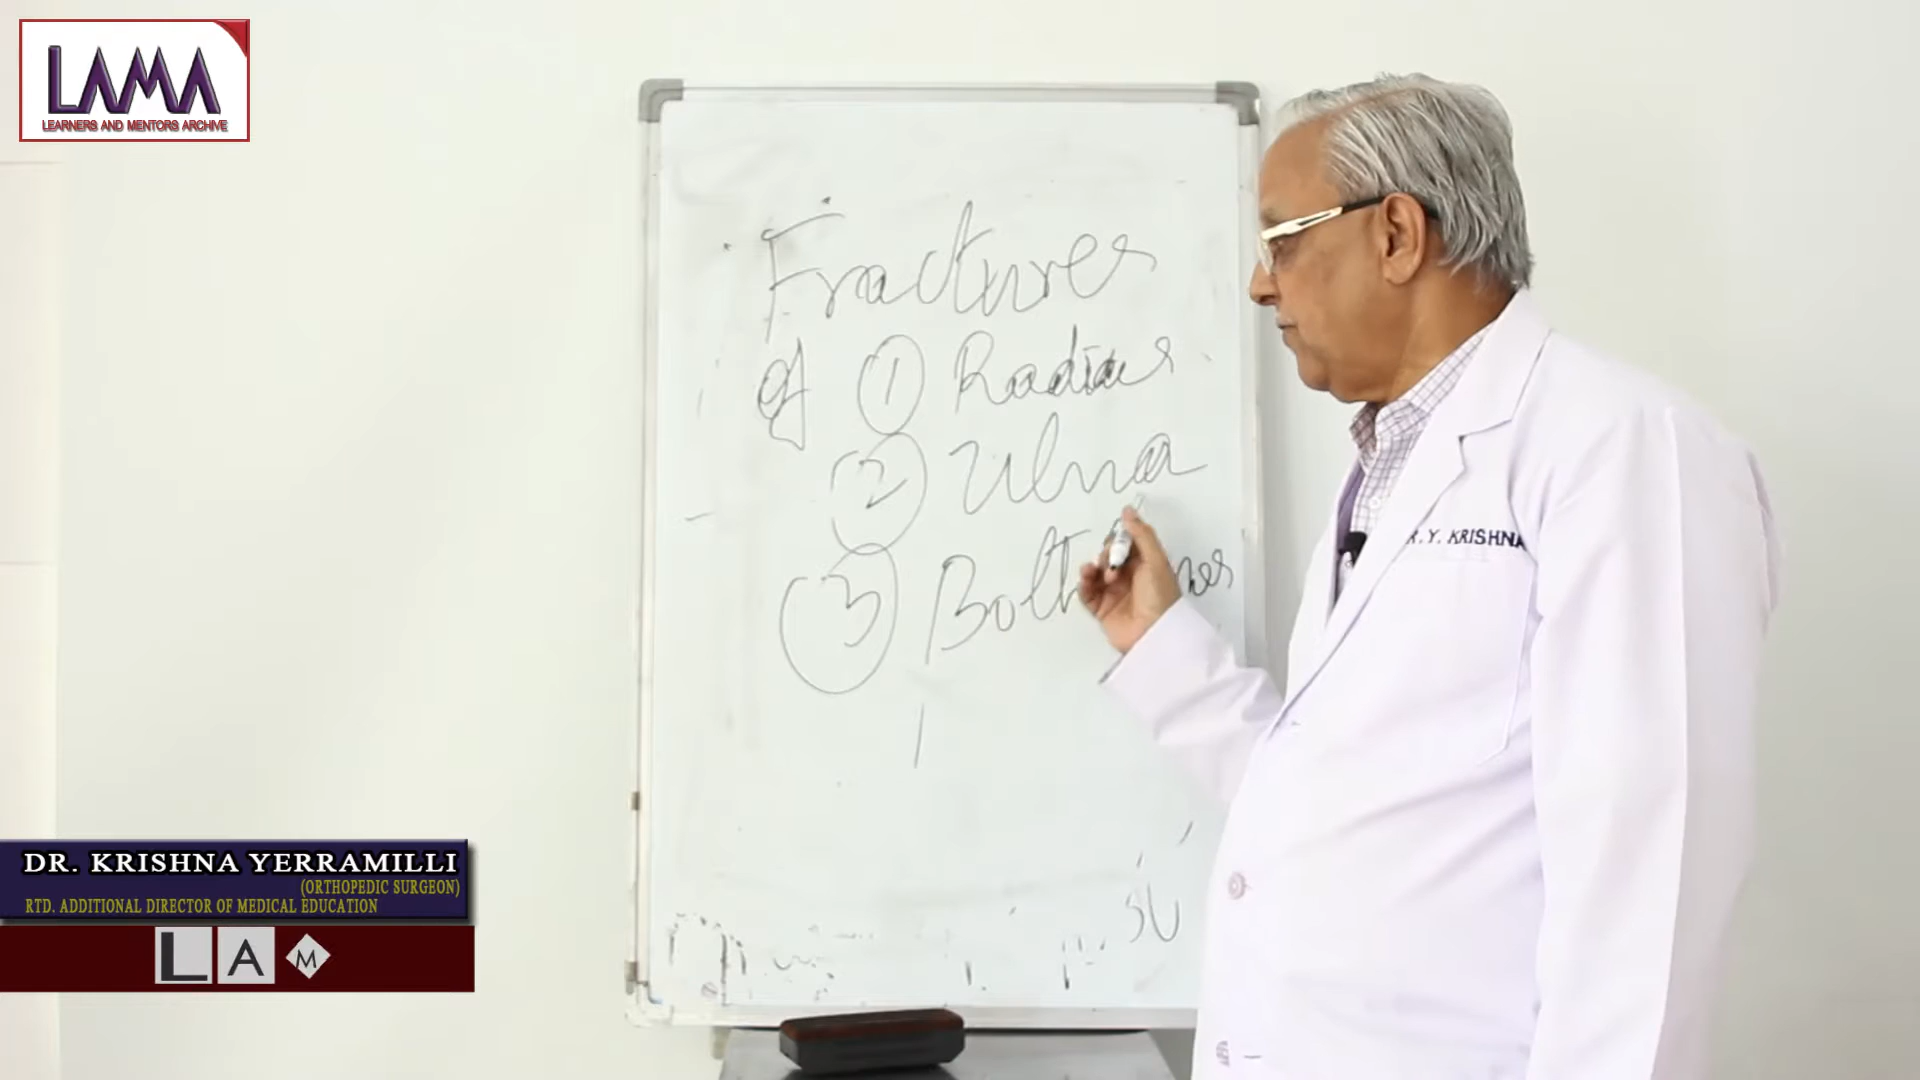 LAMA
LEARNERS AND MENTORS ARCHIVE
Fractures
of ① Radius
② Ulna
③ Both
R. Y. KRISHNA
DR. KRISHNA YERRAMILLI
(ORTHOPEDIC SURGEON)
RTD. ADDITIONAL DIRECTOR OF MEDICAL EDUCATION
L A M